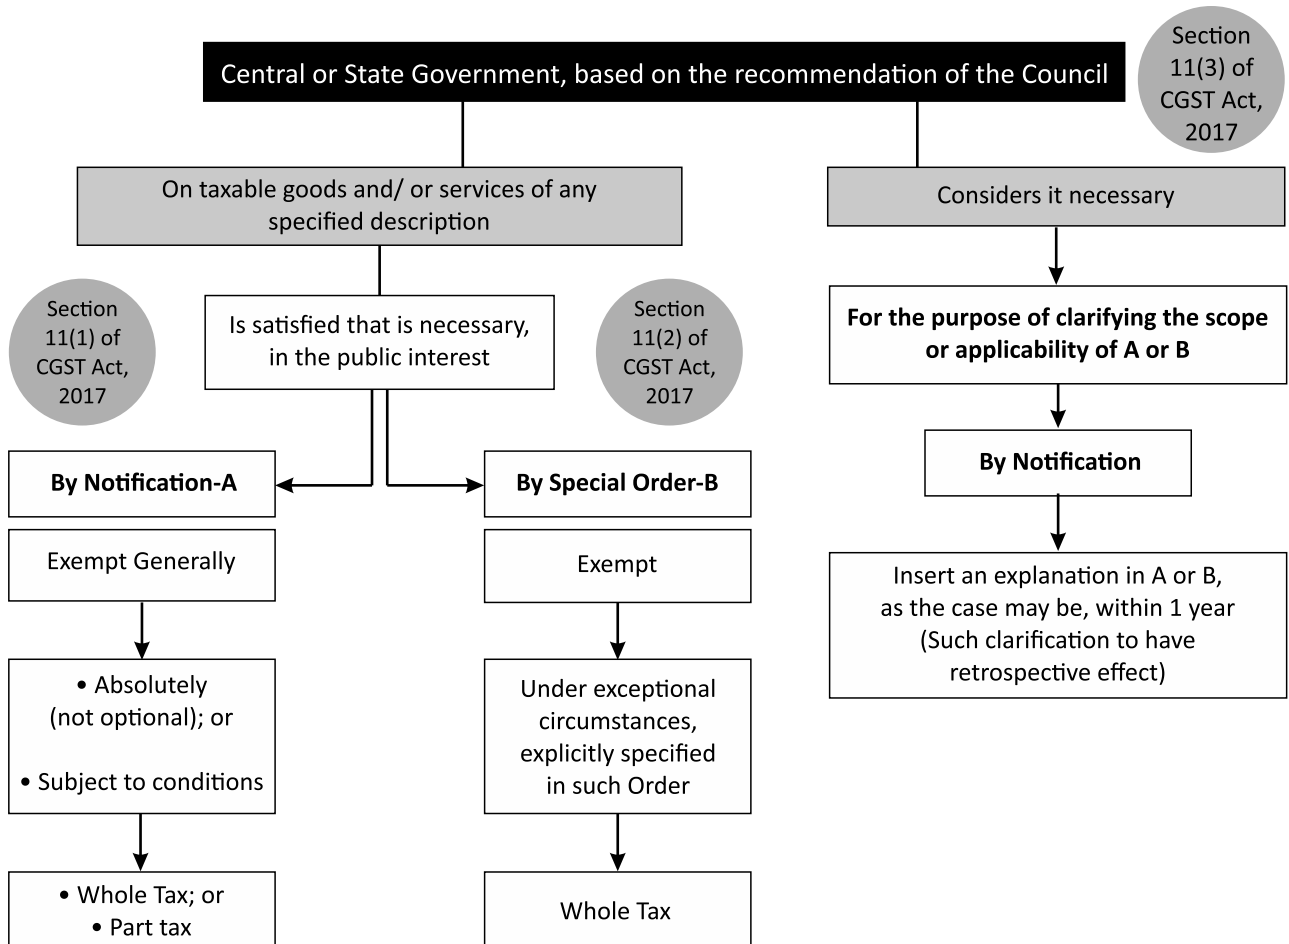 Central or State Government, based on the recommendation of the Council
Section
11(3) of
CGST Act,
2017
On taxable goods and/ or services of any
specified description
Considers it necessary
Section
11(1) of
CGST Act,
2017
Is satisfied that is necessary,
in the public interest
Section
11(2) of
CGST Act,
2017
For the purpose of clarifying the scope
or applicability of A or B
By Notification-A
By Special Order-B
By Notification
Exempt Generally
Exempt
Insert an explanation in A or B,
as the case may be, within 1 year
(Such clarification to have
retrospective effect)
• Absolutely
(not optional); or
• Subject to conditions
Under exceptional
circumstances,
explicitly specified
in such Order
• Whole Tax; or
• Part tax
Whole Tax